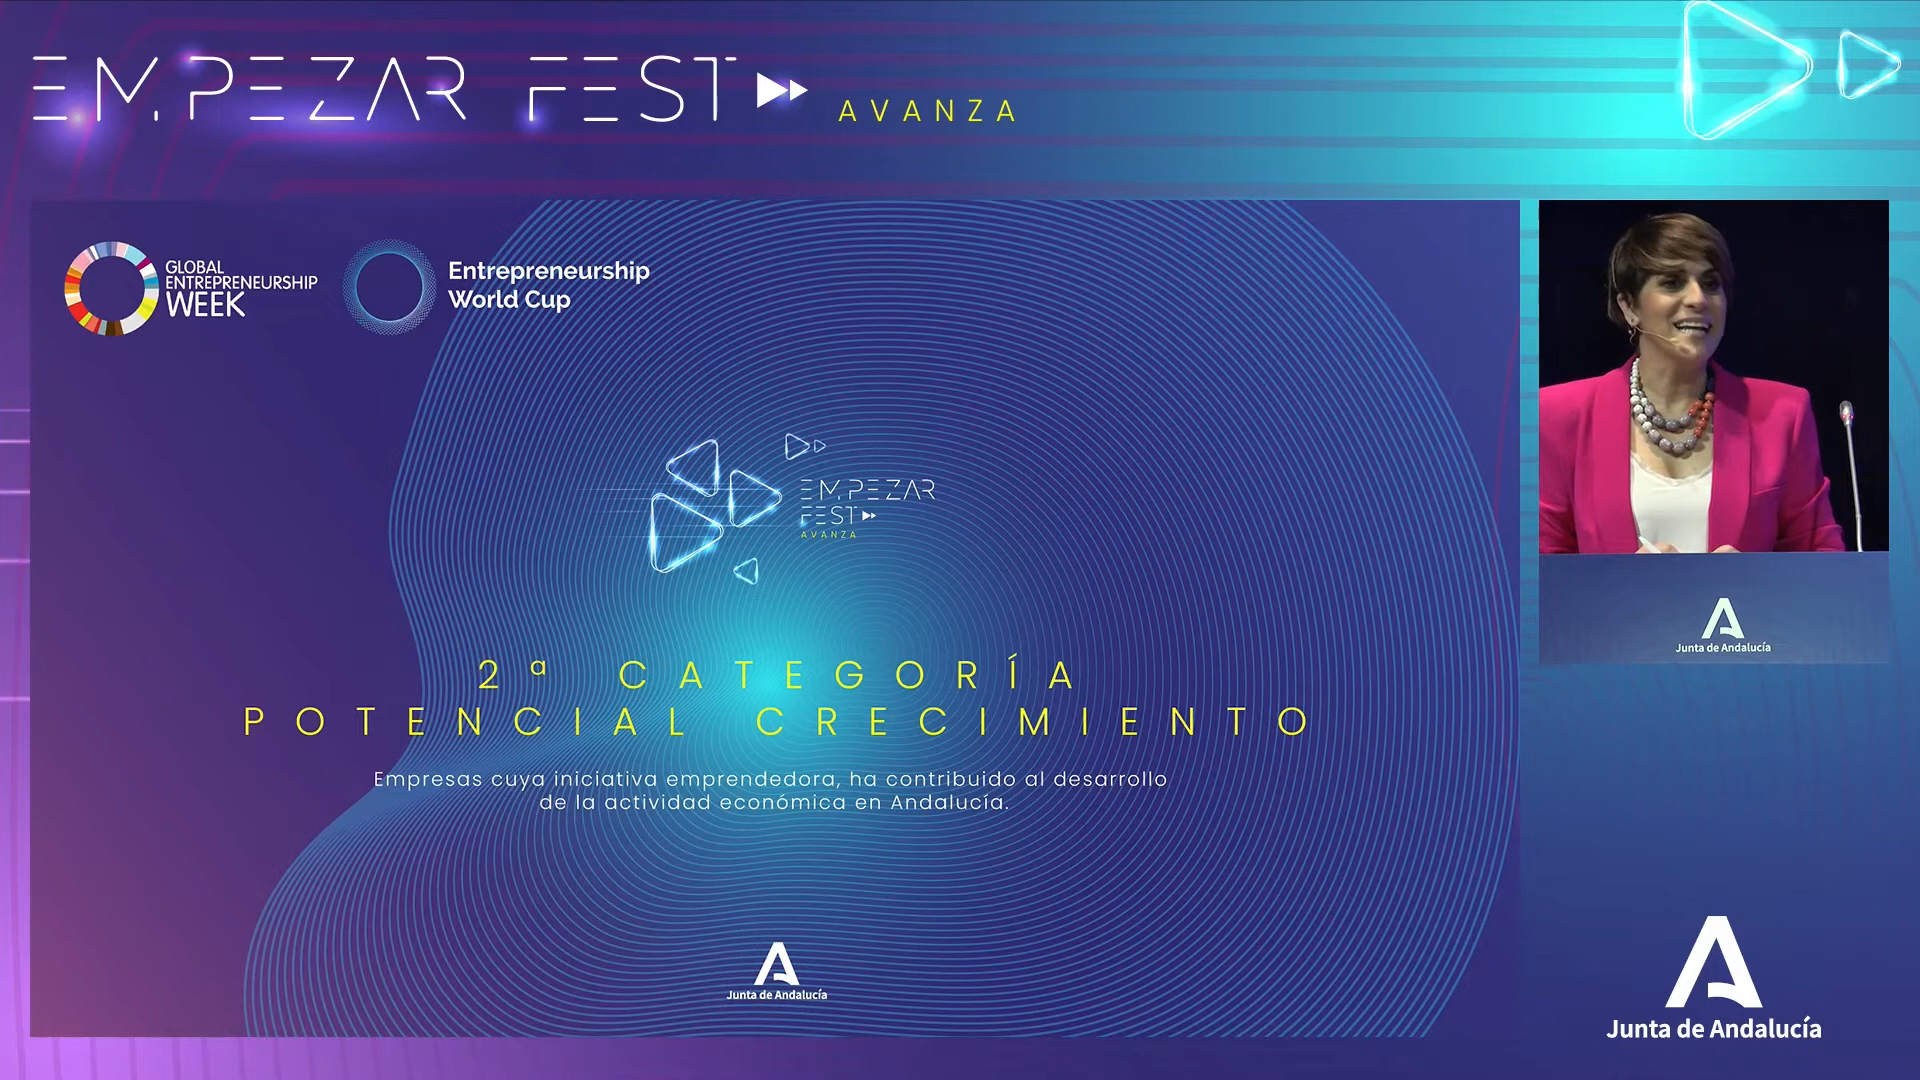 EMPEZAR FEST
AVANZA
GLOBAL
ENTREPRENEURSHIP
WEEK
Entrepreneurship
World Cup
EMPEZAR
FEST
AVANZA
2ª CATEGORÍA
POTENCIAL CRECIMIENTO
Empresas cuya iniciativa emprendedora, ha contribuido al desarrollo
de la actividad económica en Andalucía.
Junta de Andalucía
Junta de Andalucía
Junta de Andalucía